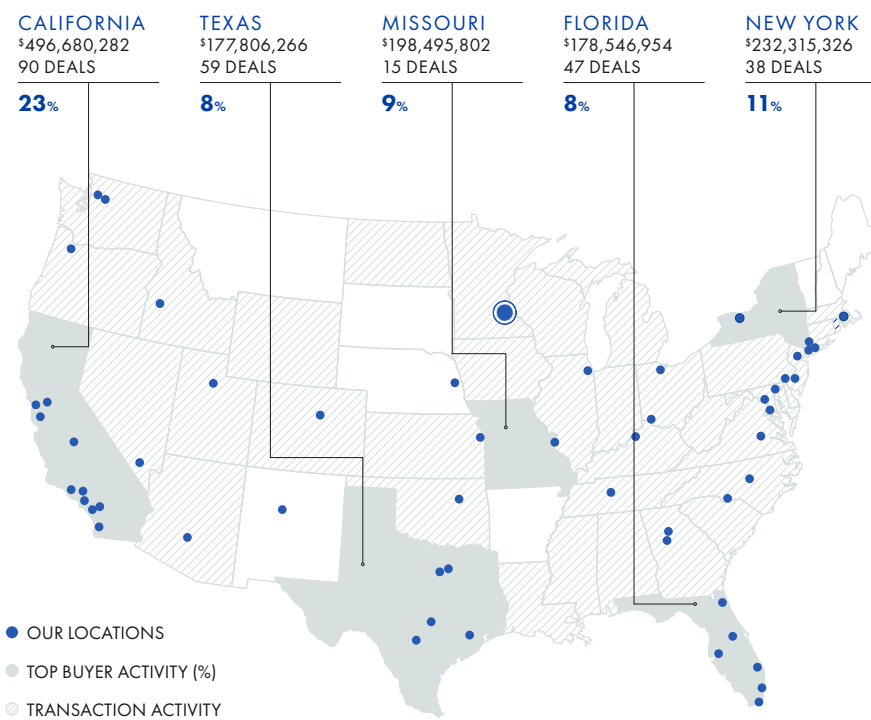 CALIFORNIA
$496,680,282
90 DEALS
23%
TEXAS
$177,806,266
59 DEALS
8%
MISSOURI
$198,495,802
15 DEALS
9%
FLORIDA
$178,546,954
47 DEALS
8%
NEW YORK
$232,315,326
38 DEALS
11%
OUR LOCATIONS
TOP BUYER ACTIVITY (%)
TRANSACTION ACTIVITY